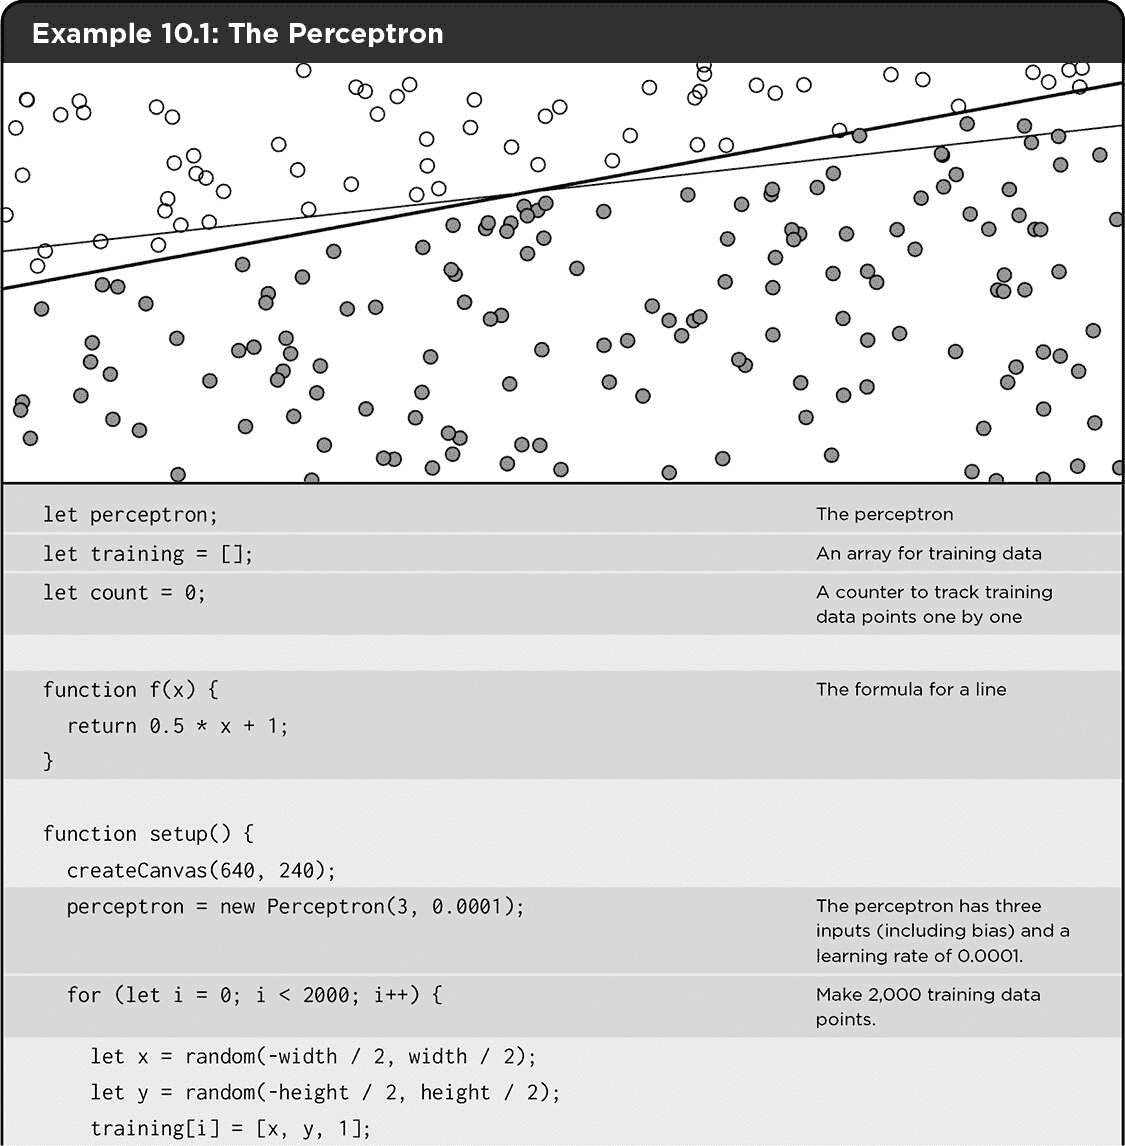 Example 10.1: The Perceptron
let perceptron;
The perceptron
let training = [];
An array for training data
let count = 0;
A counter to track training
data points one by one
function f(x) {
The formula for a line
return 0.5 * x + 1;
}
function setup() {
createCanvas(640, 240);
perceptron = new Perceptron(3, 0.0001);
The perceptron has three
inputs (including bias) and a
learning rate of 0.0001.
for (let i = 0; i < 2000; i++) {
Make 2,000 training data
points.
let x = random(-width / 2, width / 2);
let y = random(-height / 2, height / 2);
training[i] = [x, y, 1];